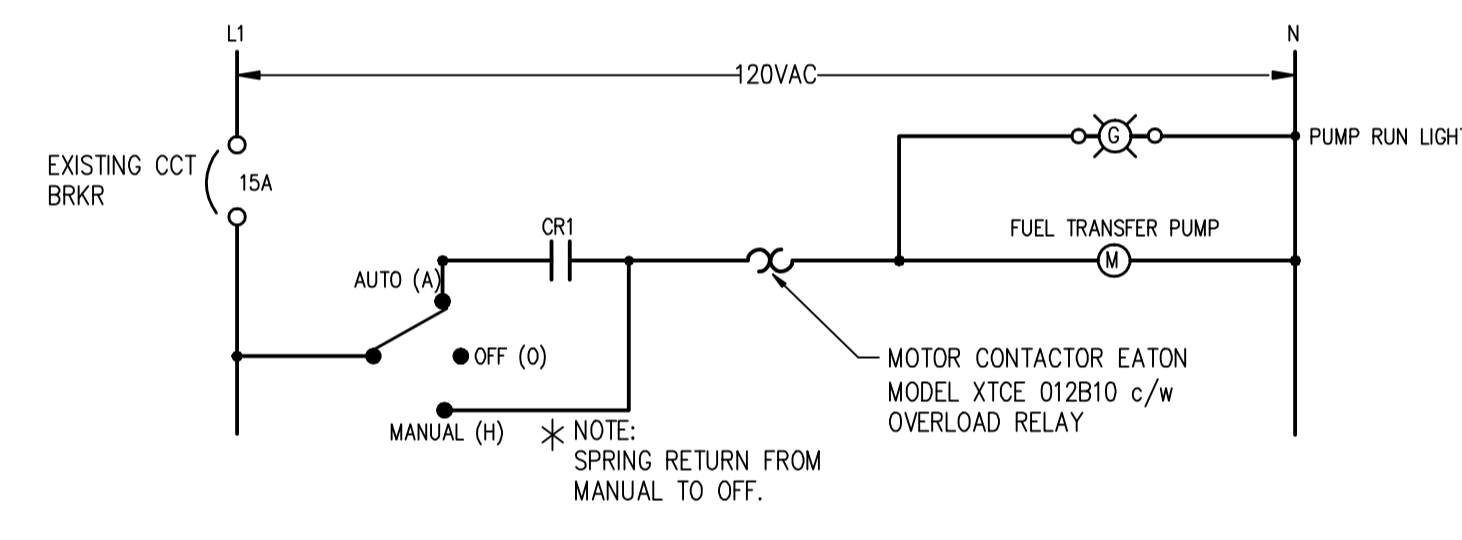 L1
N
120VAC
EXISTING CCT
BRKR
15A
G
PUMP RUN LIGH
CR1
FUEL TRANSFER PUMP
M
AUTO (A)
OFF (O)
MANUAL (H)
* NOTE:
SPRING RETURN FROM
MANUAL TO OFF.
MOTOR CONTACTOR EATON
MODEL XTCE 012B10 c/w
OVERLOAD RELAY